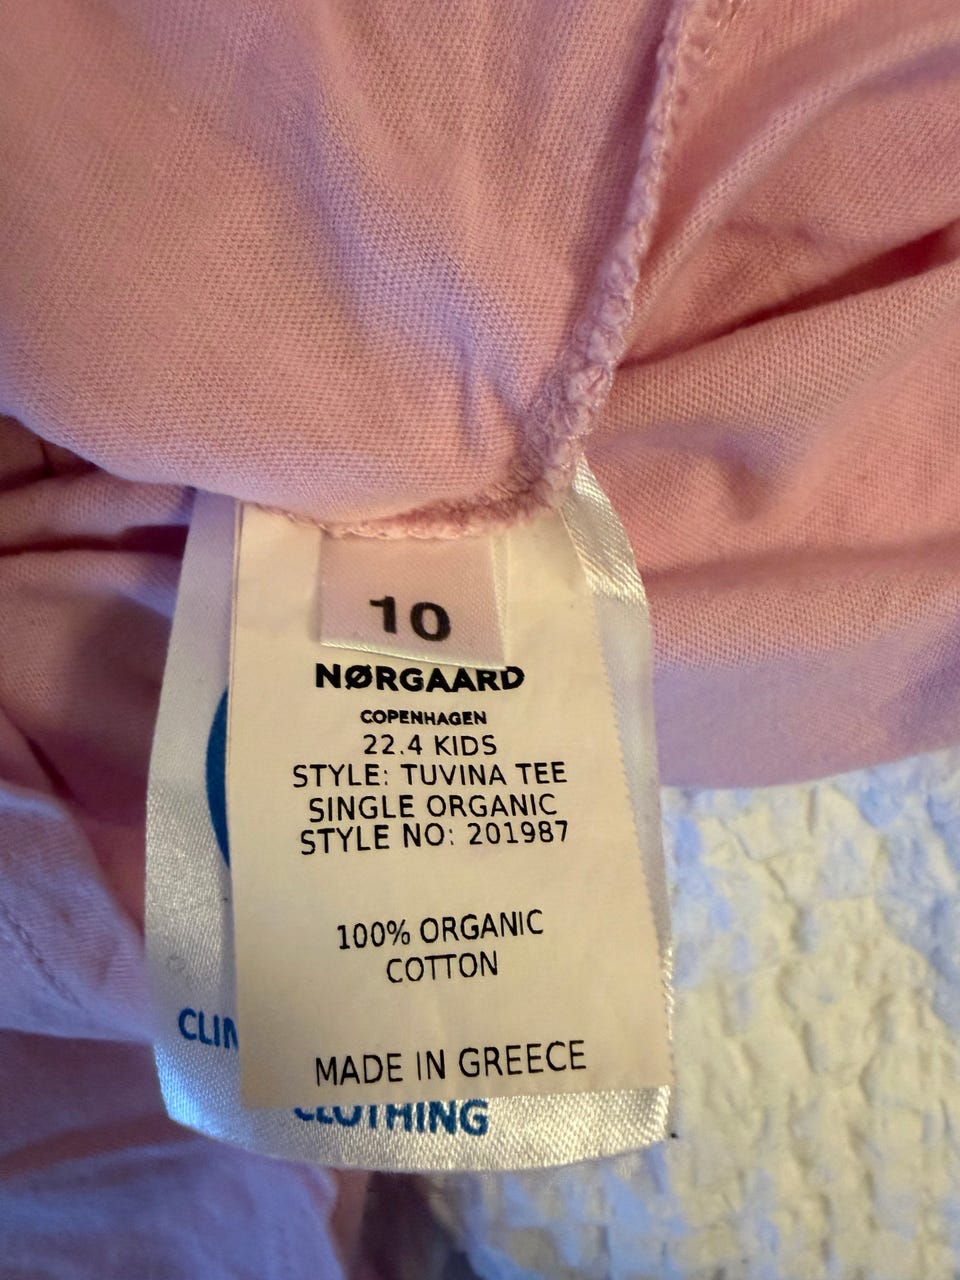 10
NØRGAARD
COPENHAGEN
22.4 KIDS
STYLE: TUVINA TEE
SINGLE ORGANIC
STYLE NO: 201987
100% ORGANIC
COTTON
MADE IN GREECE
CLOTHING